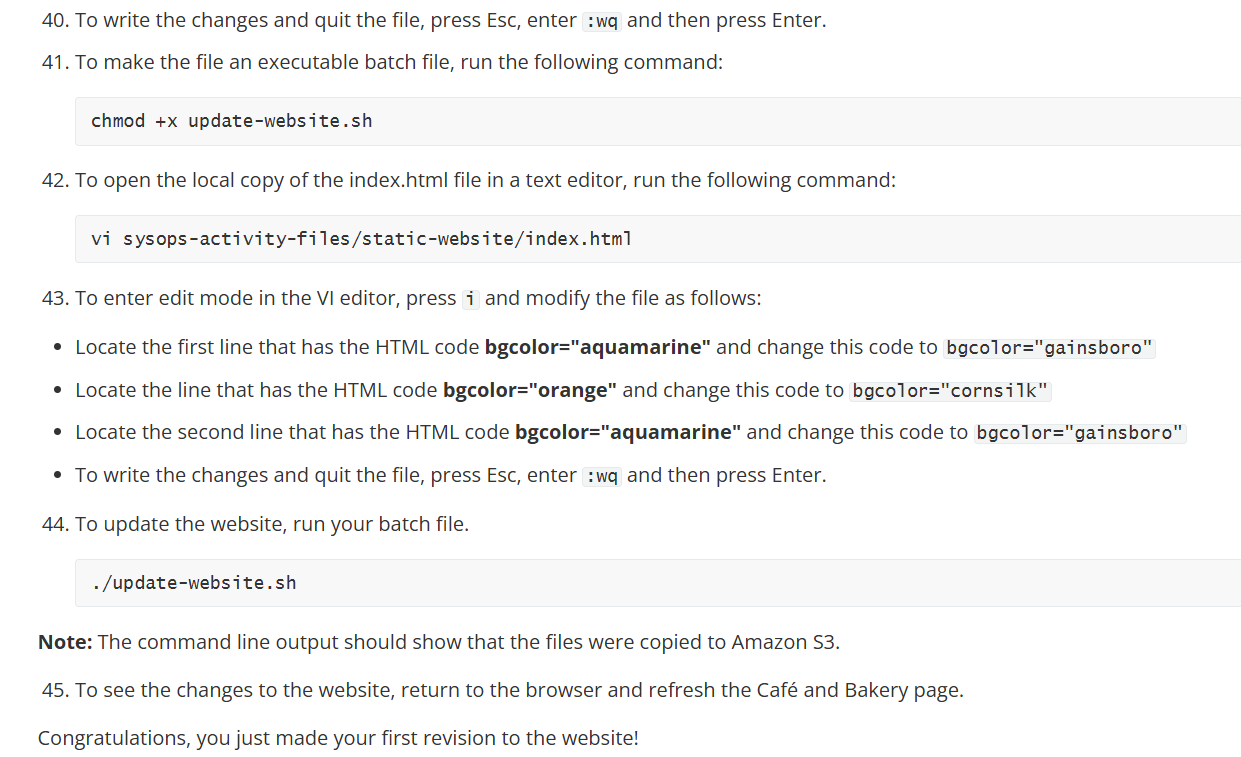 40. To write the changes and quit the file, press Esc, enter :wq and then press Enter.
41. To make the file an executable batch file, run the following command:
chmod +x update-website.sh
42. To open the local copy of the index.html file in a text editor, run the following command:
vi sysops-activity-files/static-website/index.html
43. To enter edit mode in the VI editor, press i and modify the file as follows:
• Locate the first line that has the HTML code bgcolor="aquamarine" and change this code to bgcolor="gainsboro"
• Locate the line that has the HTML code bgcolor="orange" and change this code to bgcolor="cornsilk"
• Locate the second line that has the HTML code bgcolor="aquamarine" and change this code to bgcolor="gainsboro"
• To write the changes and quit the file, press Esc, enter :wq and then press Enter.
44. To update the website, run your batch file.
./update-website.sh
Note: The command line output should show that the files were copied to Amazon S3.
45. To see the changes to the website, return to the browser and refresh the Café and Bakery page.
Congratulations, you just made your first revision to the website!